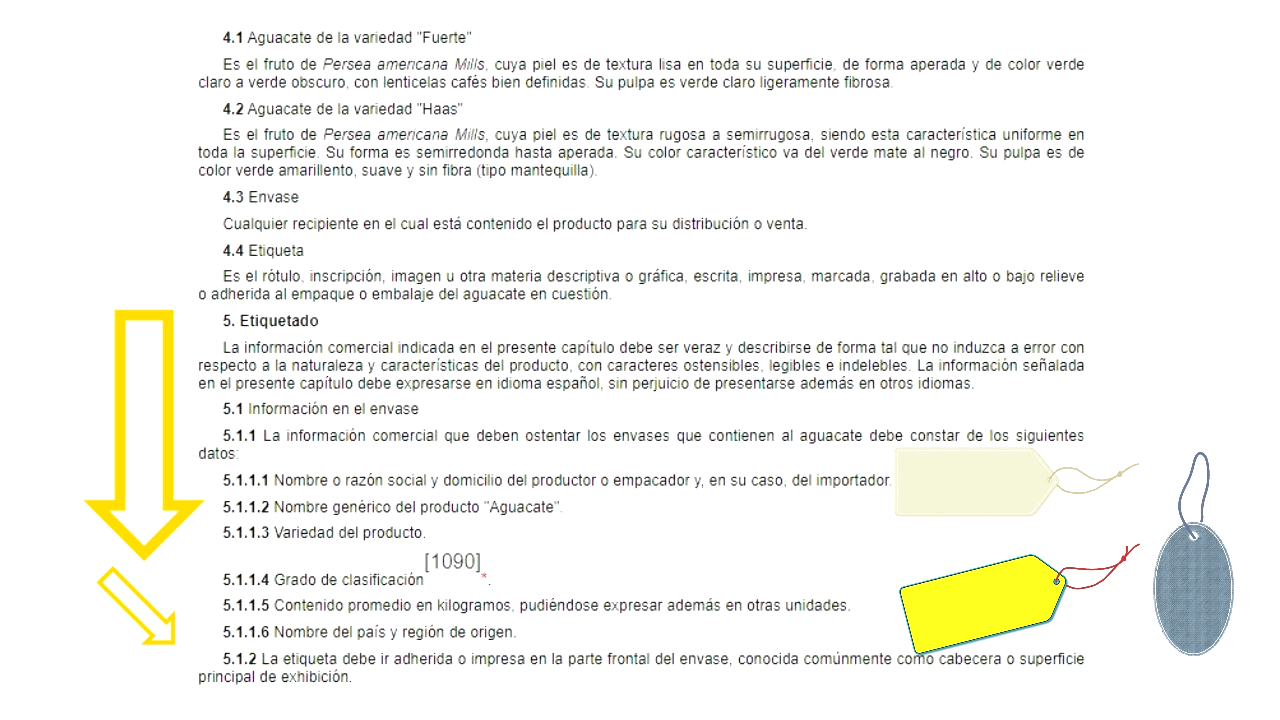 4.1 Aguacate de la variedad "Fuerte"
Es el fruto de Persea americana Mills, cuya piel es de textura lisa en toda su superficie, de forma aperada y de color verde
claro a verde obscuro, con lenticelas cafés bien definidas. Su pulpa es verde claro ligeramente fibrosa.
4.2 Aguacate de la variedad "Haas"
Es el fruto de Persea americana Mills, cuya piel es de textura rugosa a semirrugosa, siendo esta característica uniforme en
toda la superficie. Su forma es semirredonda hasta aperada. Su color característico va del verde mate al negro. Su pulpa es de
color verde amarillento, suave y sin fibra (tipo mantequilla).
4.3 Envase
Cualquier recipiente en el cual está contenido el producto para su distribución o venta.
4.4 Etiqueta
Es el rótulo, inscripción, imagen u otra materia descriptiva o gráfica, escrita, impresa, marcada, grabada en alto o bajo relieve
o adherida al empaque o embalaje del aguacate en cuestión.
5. Etiquetado
La información comercial indicada en el presente capítulo debe ser veraz y describirse de forma tal que no induzca a error con
respecto a la naturaleza y características del producto, con caracteres ostensibles, legibles e indelebles. La información señalada
en el presente capítulo debe expresarse en idioma español, sin perjuicio de presentarse además en otros idiomas.
5.1 Información en el envase
5.1.1 La información comercial que deben ostentar los envases que contienen al aguacate debe constar de los siguientes
datos:
5.1.1.1 Nombre o razón social y domicilio del productor o empacador y, en su caso, del importador.
5.1.1.2 Nombre genérico del producto "Aguacate".
5.1.1.3 Variedad del producto.
5.1.1.4 Grado de clasificación[1090]*.
5.1.1.5 Contenido promedio en kilogramos, pudiéndose expresar además en otras unidades.
5.1.1.6 Nombre del país y región de origen.
5.1.2 La etiqueta debe ir adherida o impresa en la parte frontal del envase, conocida comúnmente como cabecera o superficie
principal de exhibición.